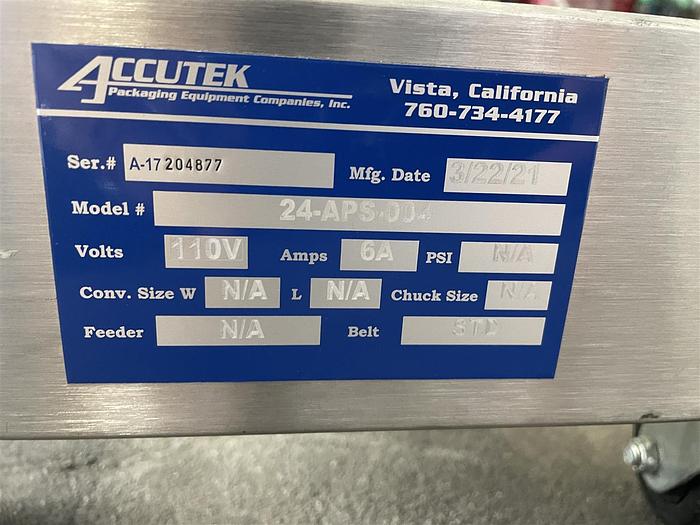 ACCUTEK
Packaging Equipment Companies, Inc.
Vista, California
760-734-4177
Ser.# A-17204877 Mfg. Date 3/22/21
Model # 24-APS-004
Volts 110V Amps 6A PSI N/A
Conv. Size W N/A L N/A Chuck Size N/A
Feeder N/A Belt STD